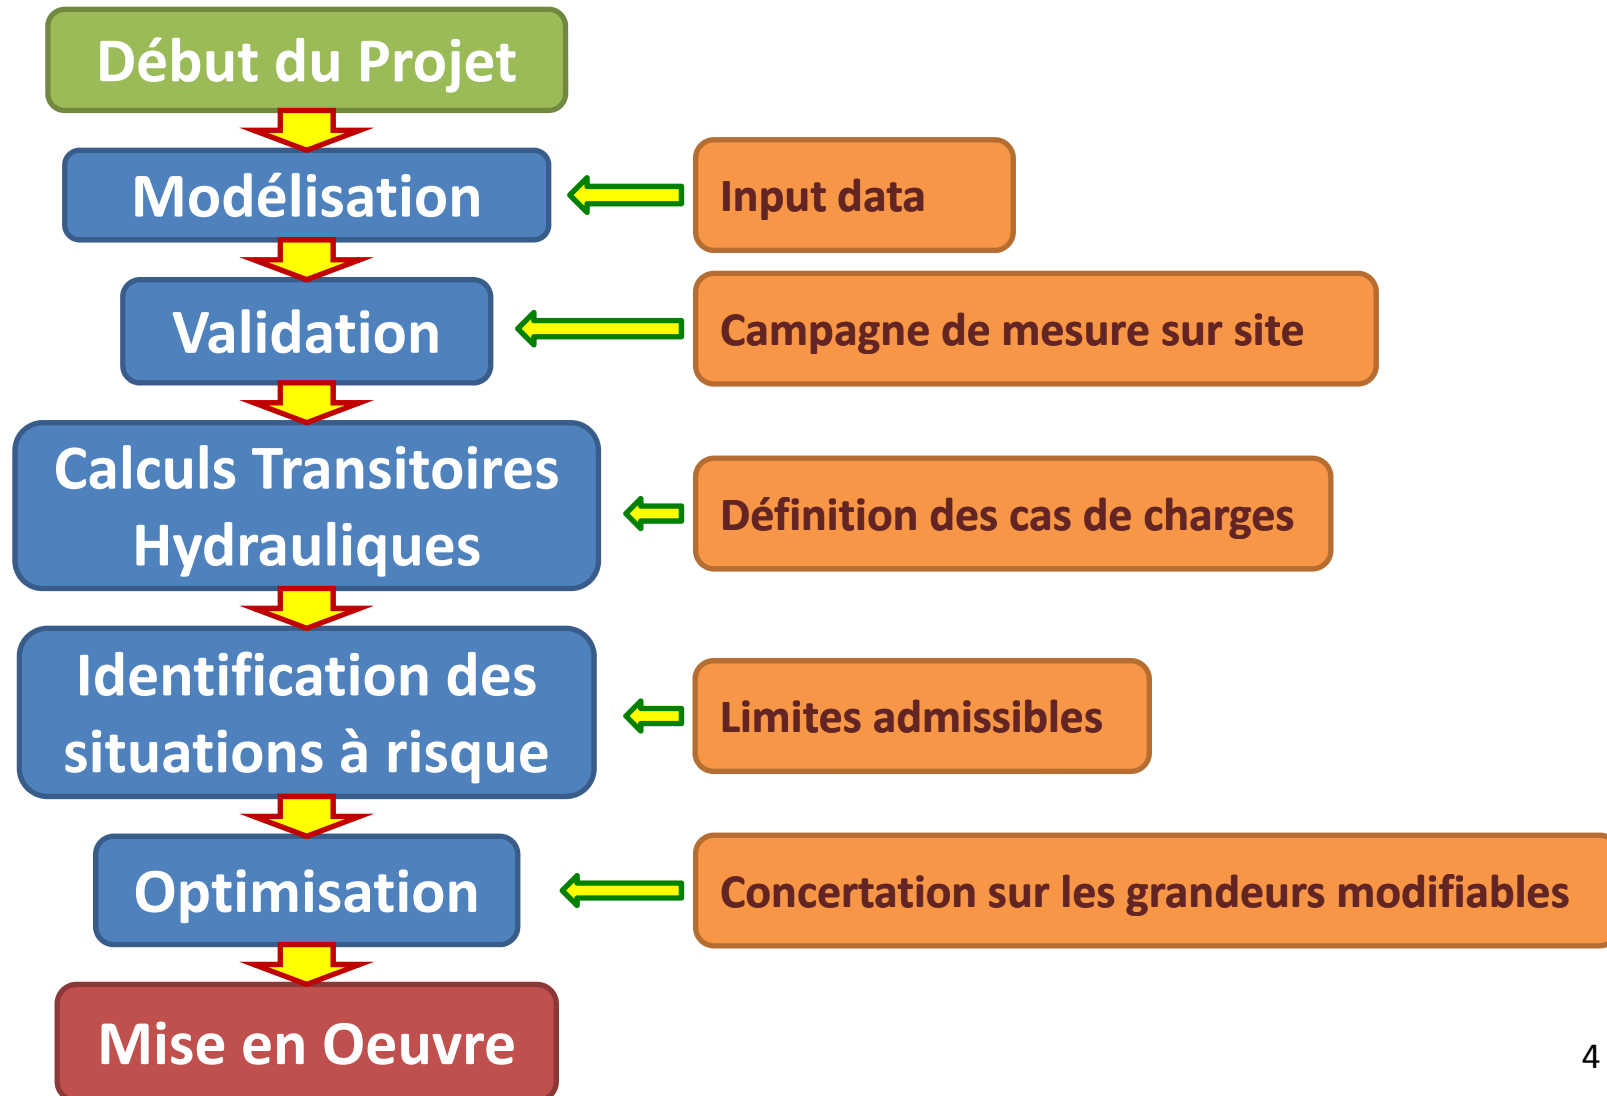 Début du Projet
Modélisation
Input data
Validation
Campagne de mesure sur site
Calculs Transitoires
Hydrauliques
Définition des cas de charges
Identification des
situations à risque
Limites admissibles
Optimisation
Concertation sur les grandeurs modifiables
Mise en Oeuvre
4